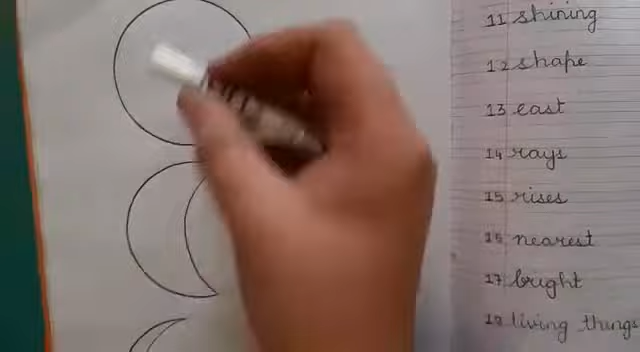 11 shining
12 shape
13 east
14 rays
15 rises
16 nearest
17 bright
18 living things